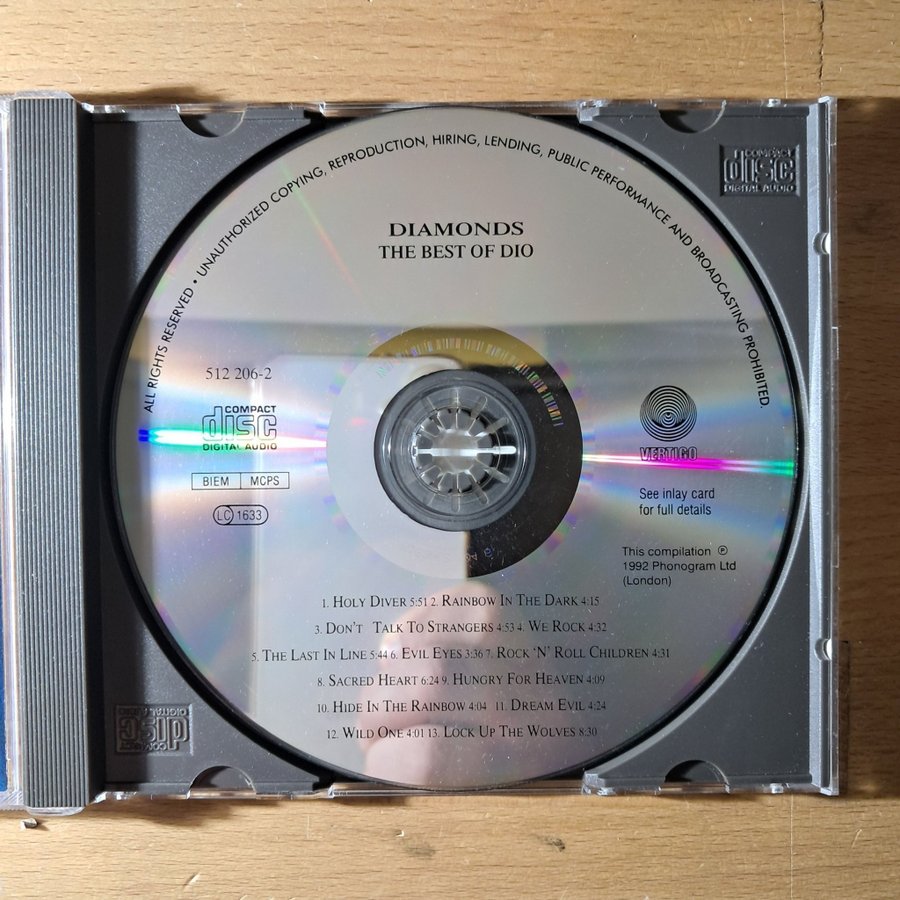 ALL RIGHTS RESERVED • UNAUTHORIZED COPYING, REPRODUCTION, HIRING, LENDING, PUBLIC PERFORMANCE AND BROADCASTING PROHIBITED.
COMPACT
disc
DIGITAL AUDIO
DIAMONDS
THE BEST OF DIO
512 206-2
COMPACT
disc
DIGITAL AUDIO
BIEM MCPS
LC 1633
VERTIGO
See inlay card
for full details
This compilation ℗
1992 Phonogram Ltd
(London)
1. HOLY DIVER 5:51 2. RAINBOW IN THE DARK 4:15
3. DON'T TALK TO STRANGERS 4:53 4. WE ROCK 4:32
5. THE LAST IN LINE 5:44 6. EVIL EYES 3:36 7. ROCK 'N' ROLL CHILDREN 4:31
8. SACRED HEART 6:24 9. HUNGRY FOR HEAVEN 4:09
10. HIDE IN THE RAINBOW 4:04 11. DREAM EVIL 4:24
12. WILD ONE 4:01 13. LOCK UP THE WOLVES 8:30
COMPACT
disc
DIGITAL AUDIO